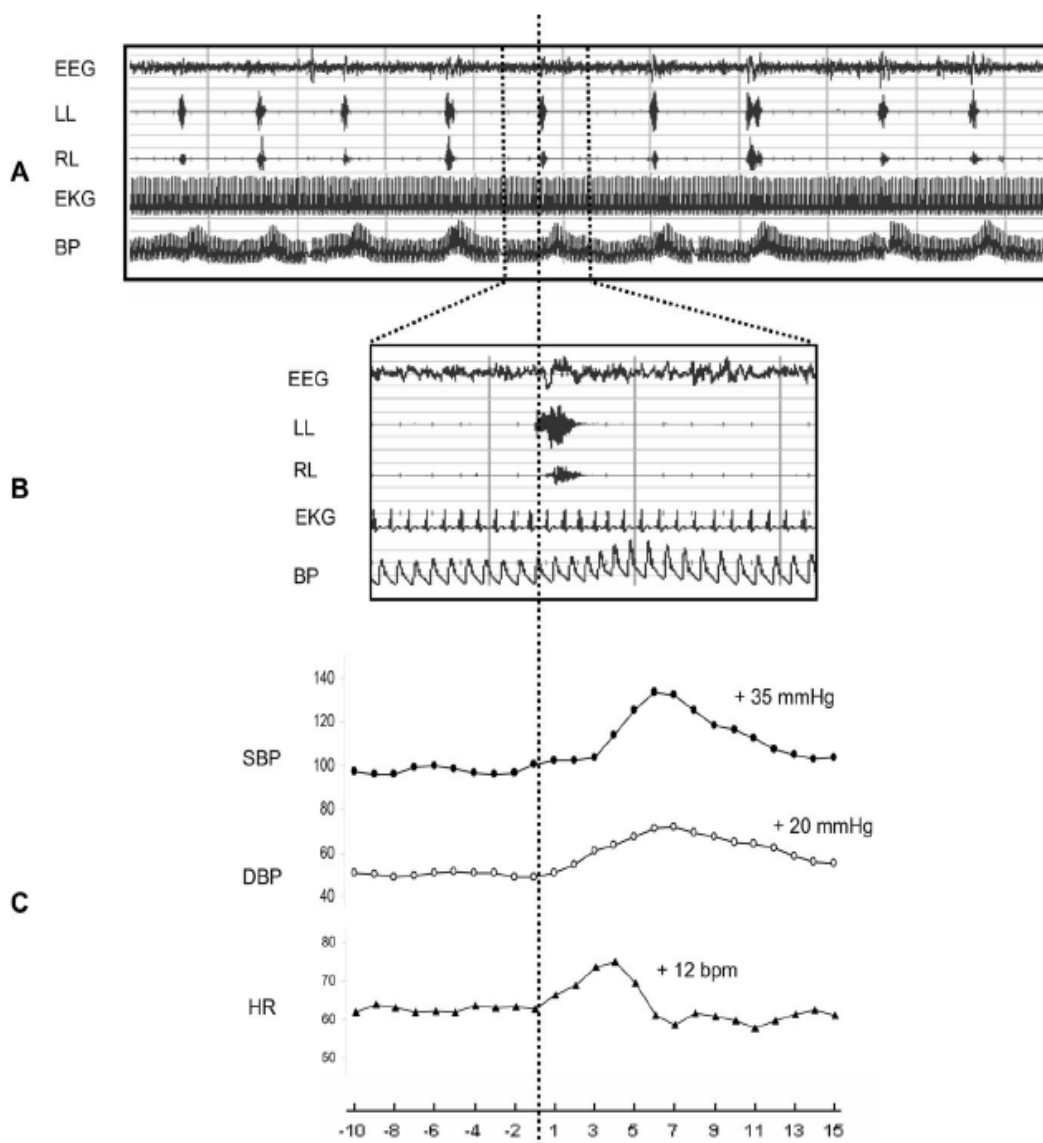 A
EEG
LL
RL
EKG
BP
B
EEG
LL
RL
EKG
BP
C
SBP
140
120
100
80
+ 35 mmHg
DBP
60
40
+ 20 mmHg
HR
80
70
60
50
+ 12 bpm
-10 -8 -6 -4 -2 1 3 5 7 9 11 13 15